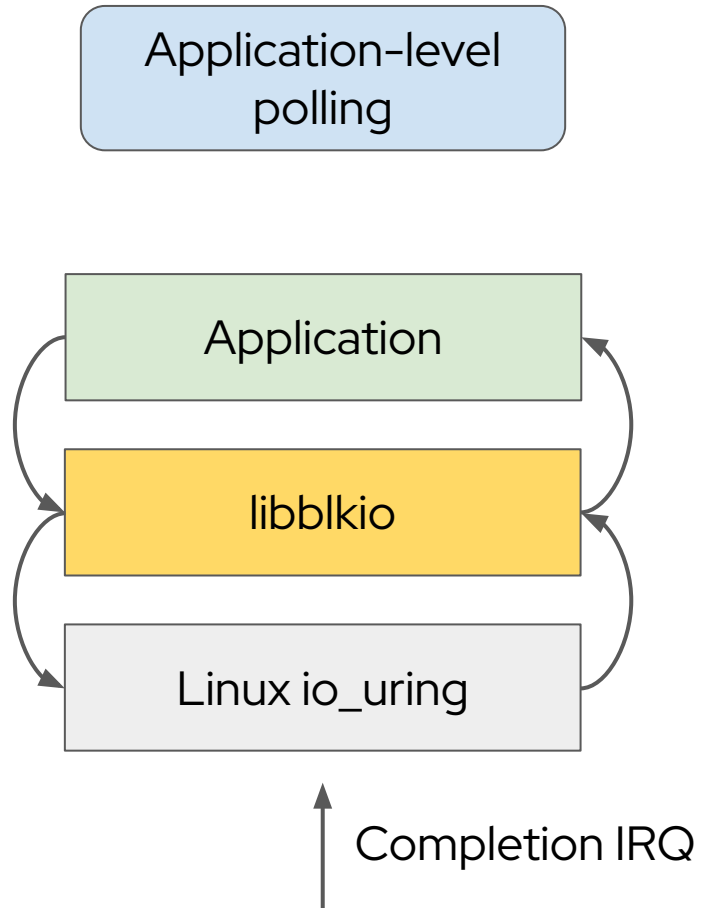 Application-level
polling
Application
libblkio
Linux io_uring
Completion IRQ